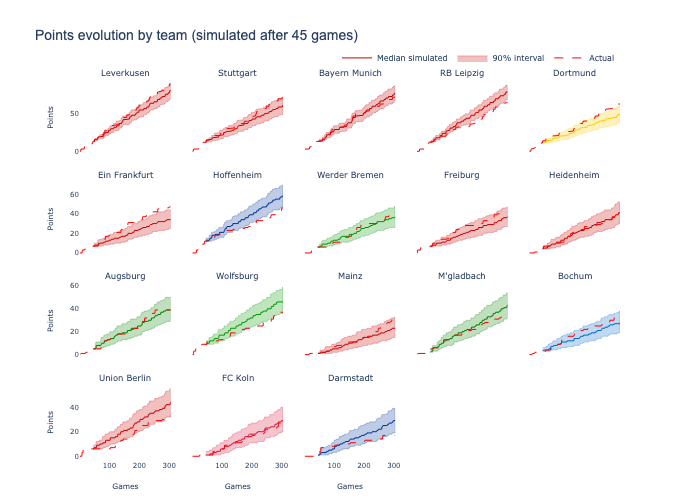 Points evolution by team (simulated after 45 games)
Median simulated 90% interval Actual
Leverkusen Stuttgart Bayern Munich RB Leipzig Dortmund
Points
50
0
Ein Frankfurt Hoffenheim Werder Bremen Freiburg Heidenheim
Points
60
40
20
0
Augsburg Wolfsburg Mainz M'gladbach Bochum
Points
60
40
20
0
Union Berlin FC Koln Darmstadt
Points
40
20
0
100 200 300 100 200 300 100 200 300
Games Games Games